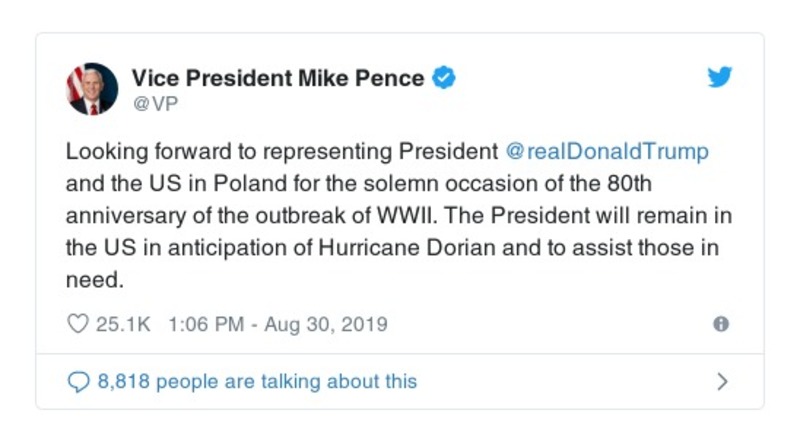 Vice President Mike Pence
@VP
Looking forward to representing President @realDonaldTrump
and the US in Poland for the solemn occasion of the 80th
anniversary of the outbreak of WWII. The President will remain in
the US in anticipation of Hurricane Dorian and to assist those in
need.
25.1K 1:06 PM - Aug 30, 2019
8,818 people are talking about this